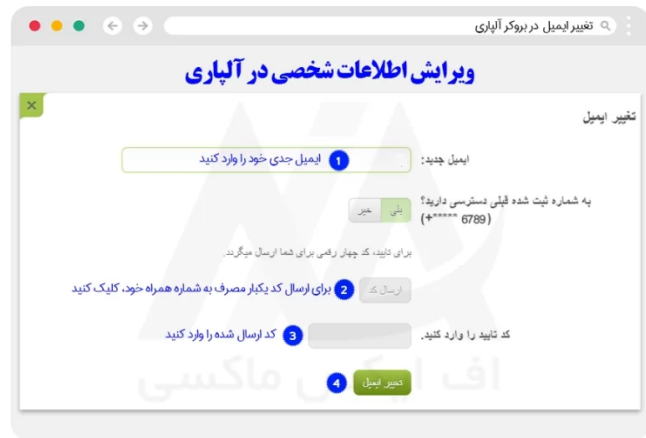 تغییر ایمیل در بروکر آلپاری
ویرایش اطلاعات شخصی در آلپاری
تغییر ایمیل
ایمیل جدید:
1 ایمیل جدی خود را وارد کنید
به شماره ثبت شده قبلی دسترسی دارید؟
(+***** 6789)
بلی خیر
برای تایید، کد چهار رقمی برای شما ارسال میگردد.
ارسال کد 2 برای ارسال کد یکبار مصرف به شماره همراه خود، کلیک کنید
کد تایید را وارد کنید.
3 کد ارسال شده را وارد کنید
تغییر ایمیل 4
اف ایکس ماکسی